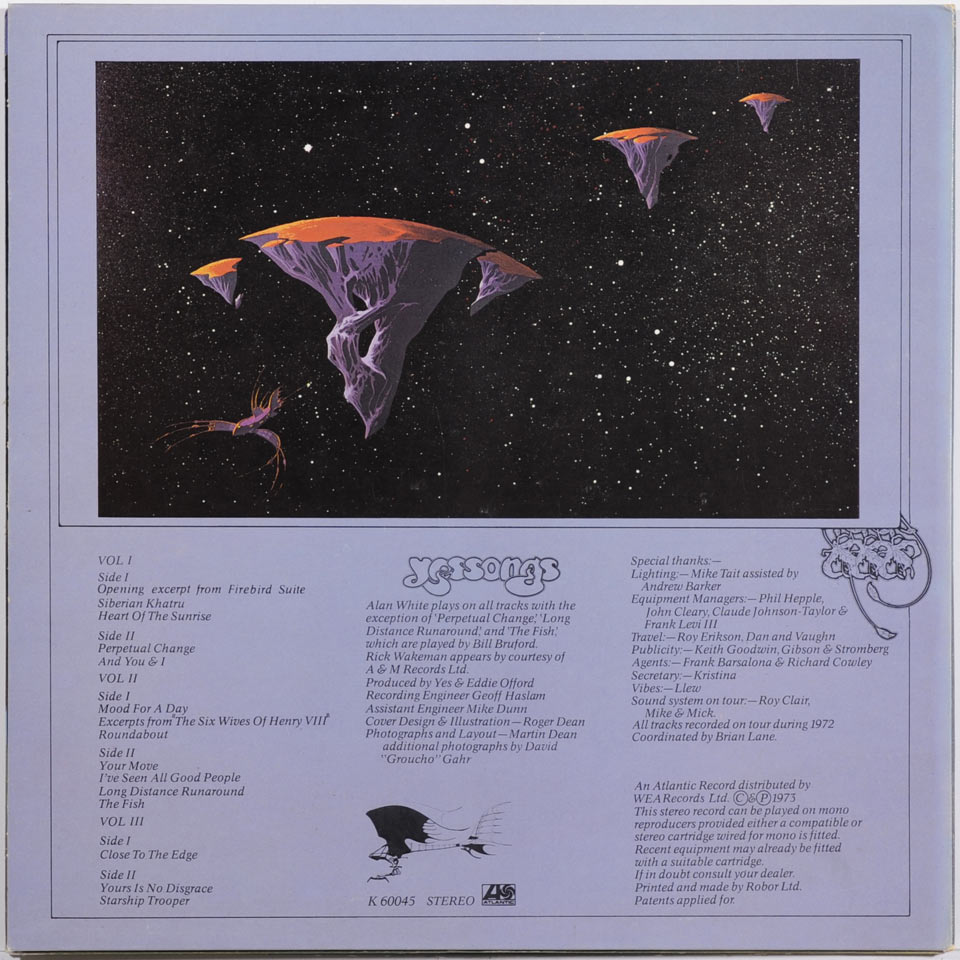 VOL I
Side I
Opening excerpt from Firebird Suite
Siberian Khatru
Heart Of The Sunrise
Side II
Perpetual Change
And You & I
VOL II
Side I
Mood For A Day
Excerpts from "The Six Wives Of Henry VIII"
Roundabout
Side II
Your Move
I've Seen All Good People
Long Distance Runaround
The Fish
VOL III
Side I
Close To The Edge
Side II
Yours Is No Disgrace
Starship Trooper
Yessongs
Alan White plays on all tracks with the
exception of 'Perpetual Change,' 'Long
Distance Runaround,' and 'The Fish,'
which are played by Bill Bruford.
Rick Wakeman appears by courtesy of
A & M Records Ltd.
Produced by Yes & Eddie Offord
Recording Engineer Geoff Haslam
Assistant Engineer Mike Dunn
Cover Design & Illustration — Roger Dean
Photographs and Layout — Martin Dean
additional photographs by David
"Groucho" Gahr
K 60045 STEREO
ATLANTIC
Special thanks:—
Lighting:— Mike Tait assisted by
Andrew Barker
Equipment Managers:— Phil Hepple,
John Cleary, Claude Johnson-Taylor &
Frank Levi III
Travel:— Roy Erikson, Dan and Vaughn
Publicity:— Keith Goodwin, Gibson & Stromberg
Agents:— Frank Barsalona & Richard Cowley
Secretary:— Kristina
Vibes:— Llew
Sound system on tour:— Roy Clair,
Mike & Mick.
All tracks recorded on tour during 1972
Coordinated by Brian Lane.
An Atlantic Record distributed by
WEA Records Ltd. Ⓒ&Ⓟ 1973
This stereo record can be played on mono
reproducers provided either a compatible or
stereo cartridge wired for mono is fitted.
Recent equipment may already be fitted
with a suitable cartridge.
If in doubt consult your dealer.
Printed and made by Robor Ltd.
Patents applied for.